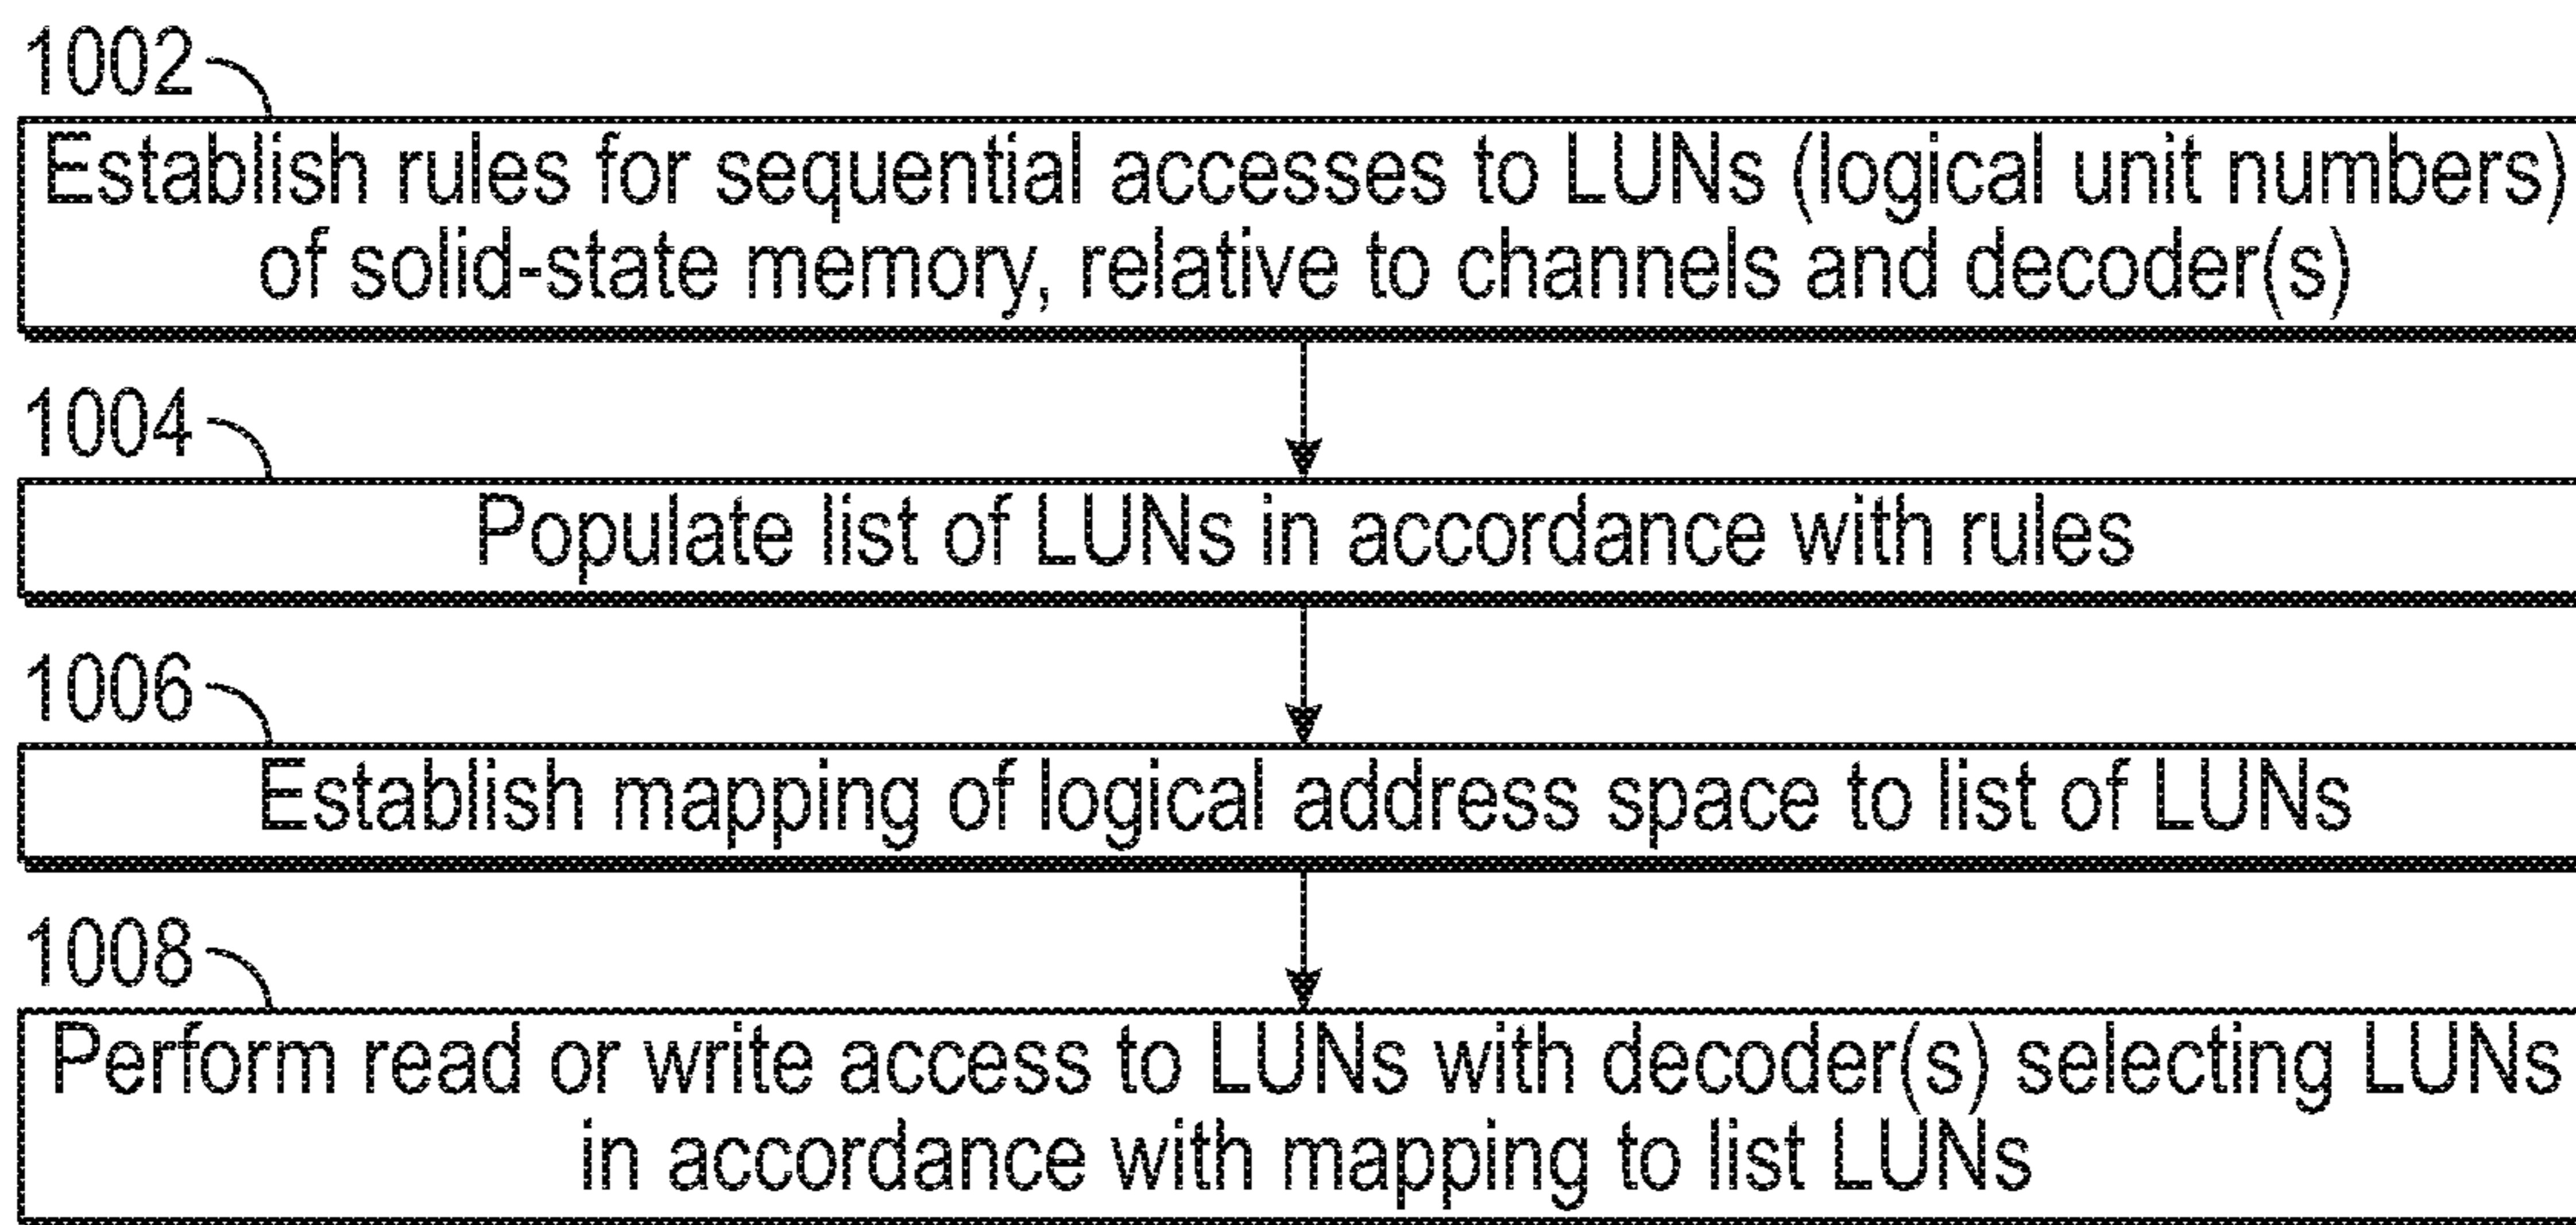 1002
Establish rules for sequential accesses to LUNs (logical unit numbers)
of solid-state memory, relative to channels and decoder(s)
1004
Populate list of LUNs in accordance with rules
1006
Establish mapping of logical address space to list of LUNs
1008
Perform read or write access to LUNs with decoder(s) selecting LUNs
in accordance with mapping to list LUNs